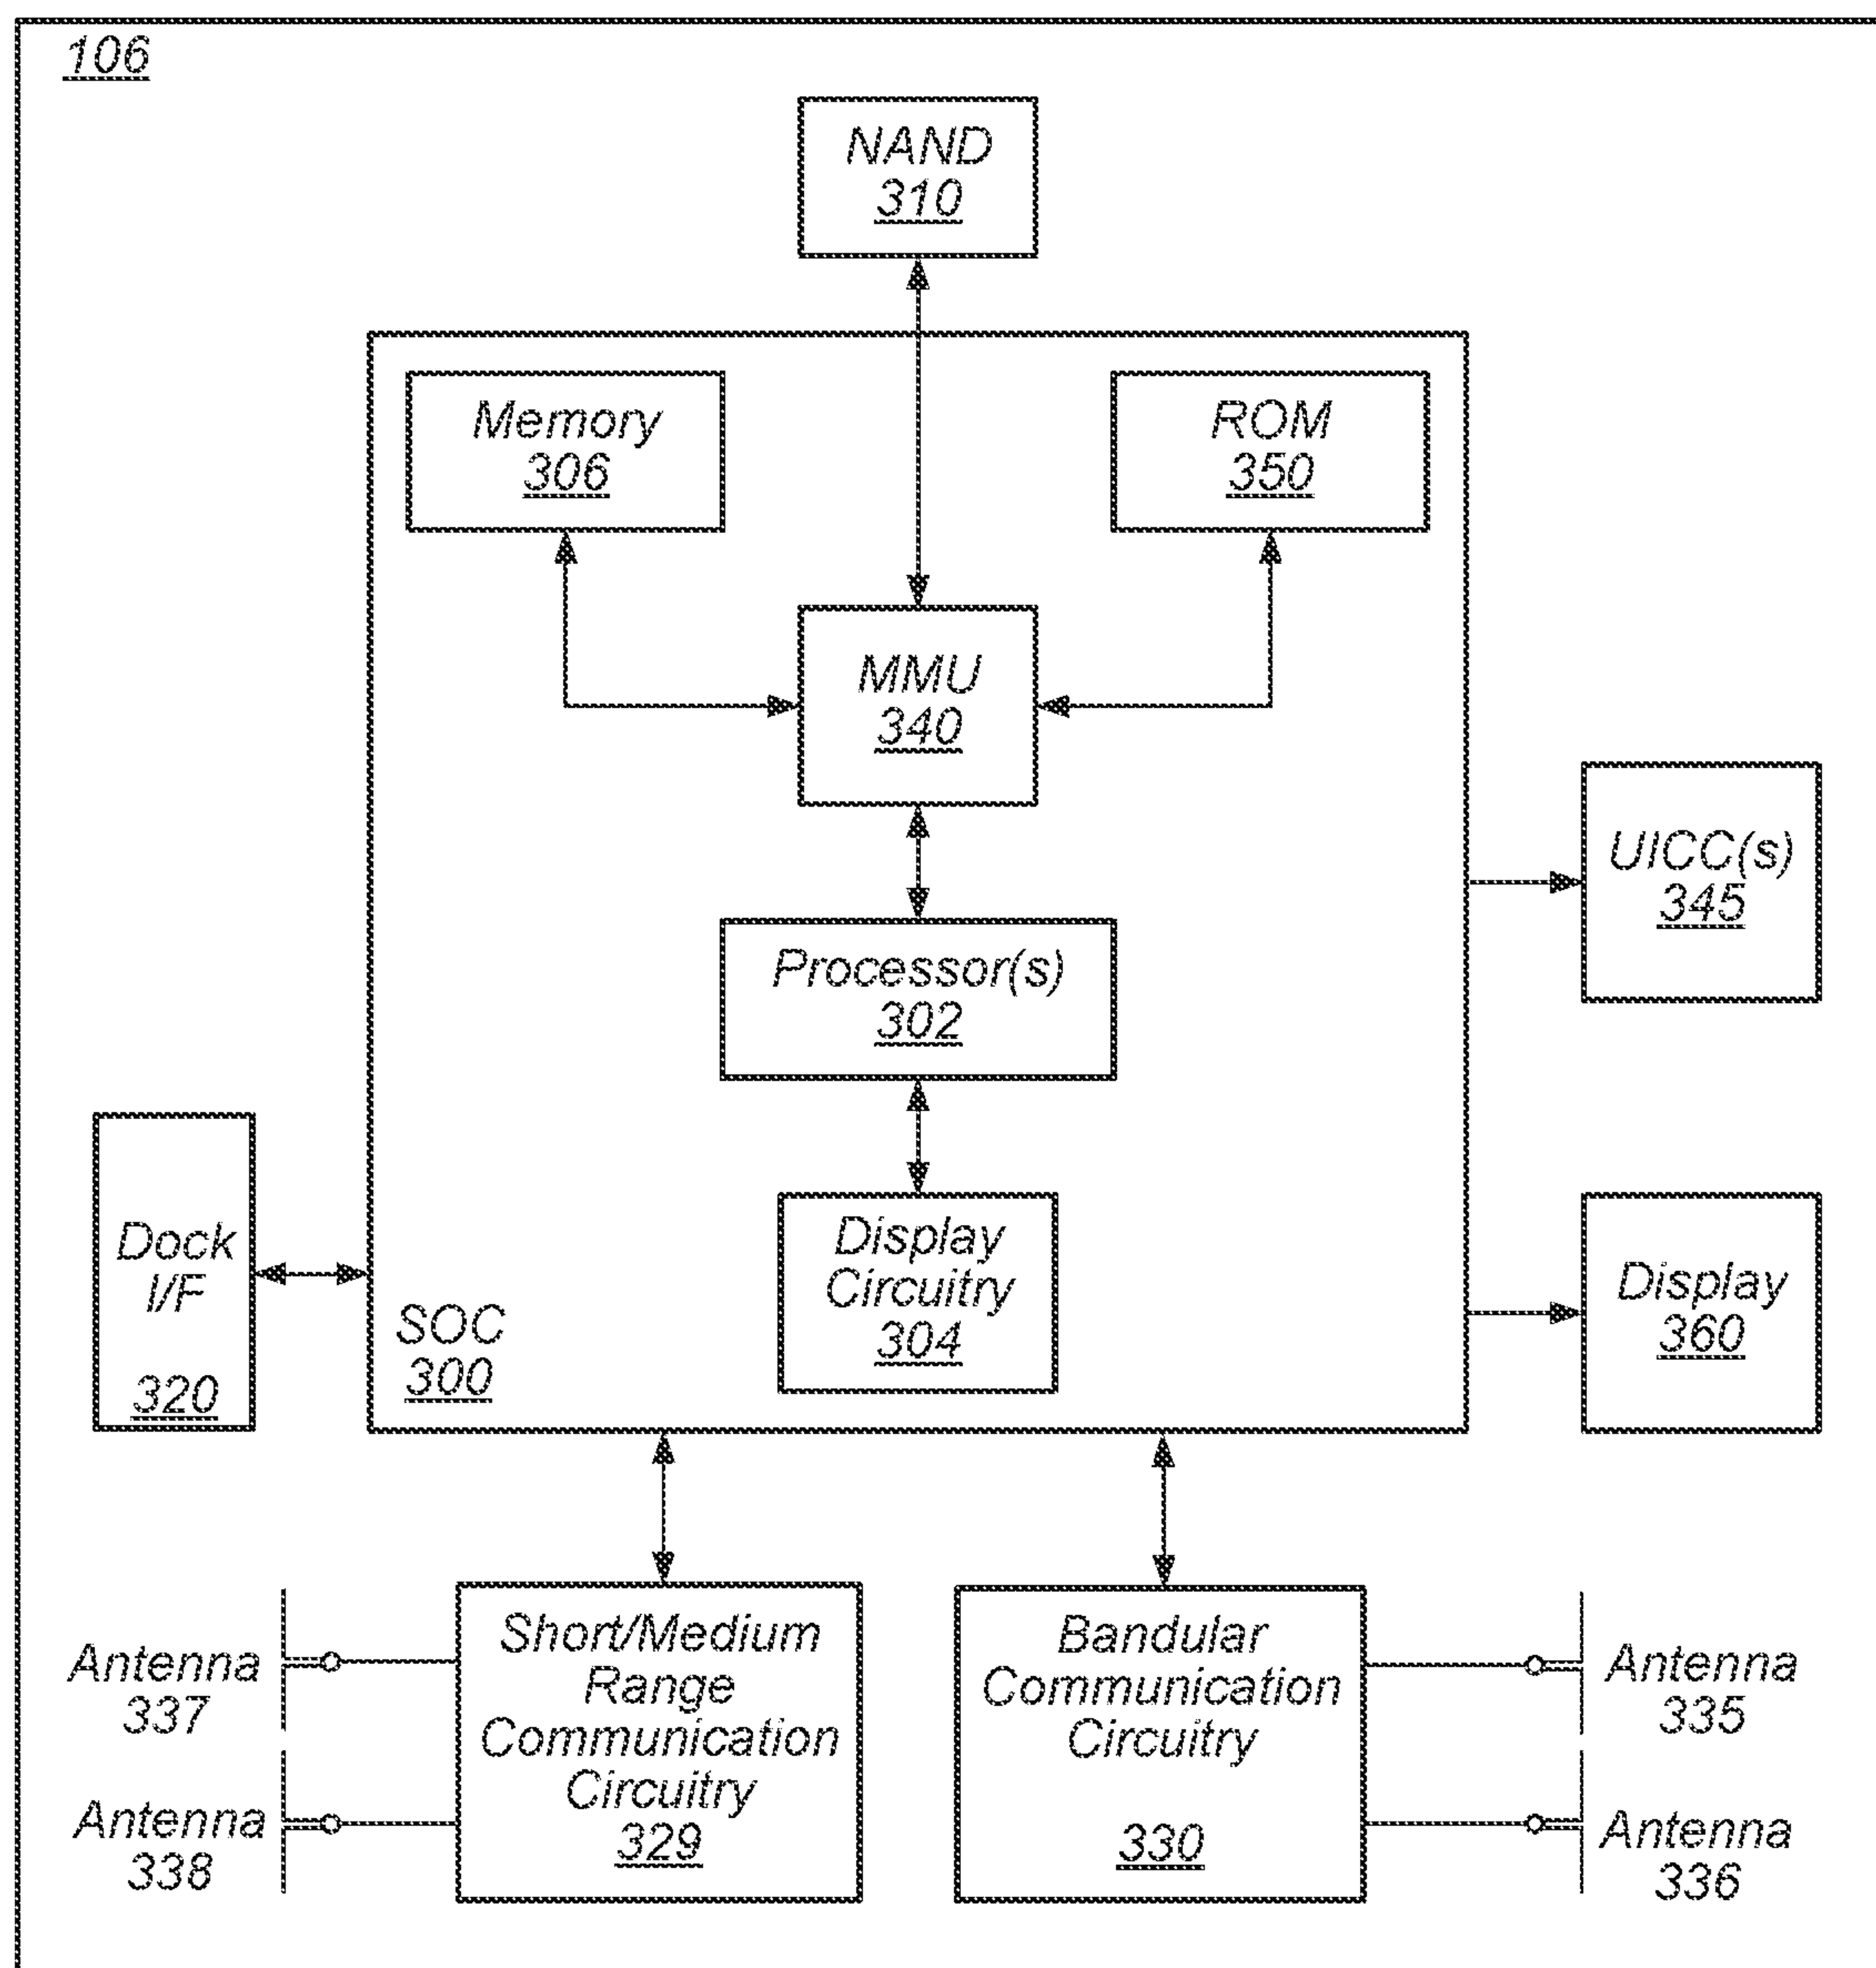 106
NAND
310
Memory
306
ROM
350
MMU
340
UICC(s)
345
Processor(s)
302
Dock
I/F
320
Display
Circuitry
304
SOC
300
Display
360
Antenna
337
Antenna
338
Short/Medium
Range
Communication
Circuitry
329
Bandular
Communication
Circuitry
330
Antenna
335
Antenna
336